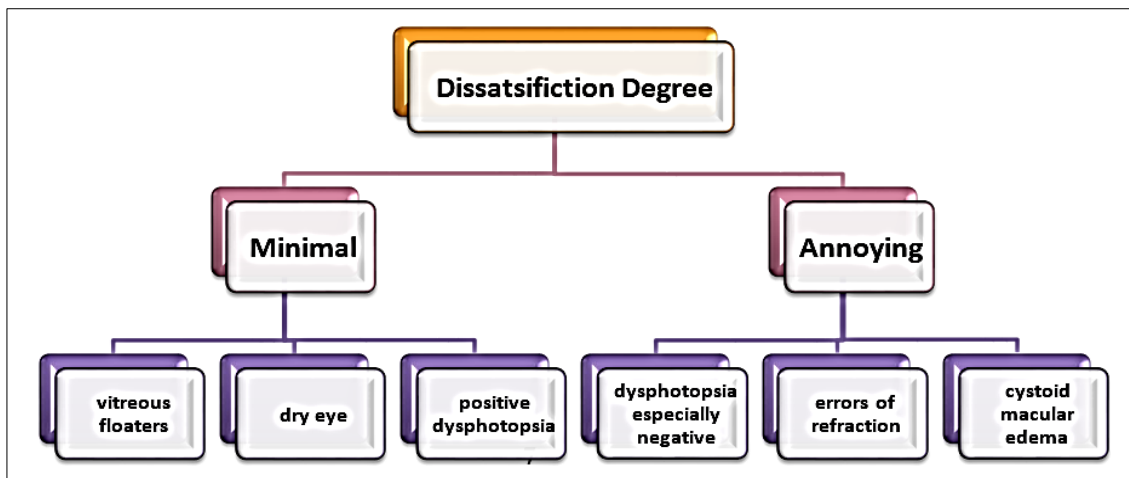 Dissatsifiction Degree
Minimal
Annoying
vitreous
floaters
dry eye
positive
dysphotopsia
dysphotopsia
especially
negative
errors of
refraction
cystoid
macular
edema